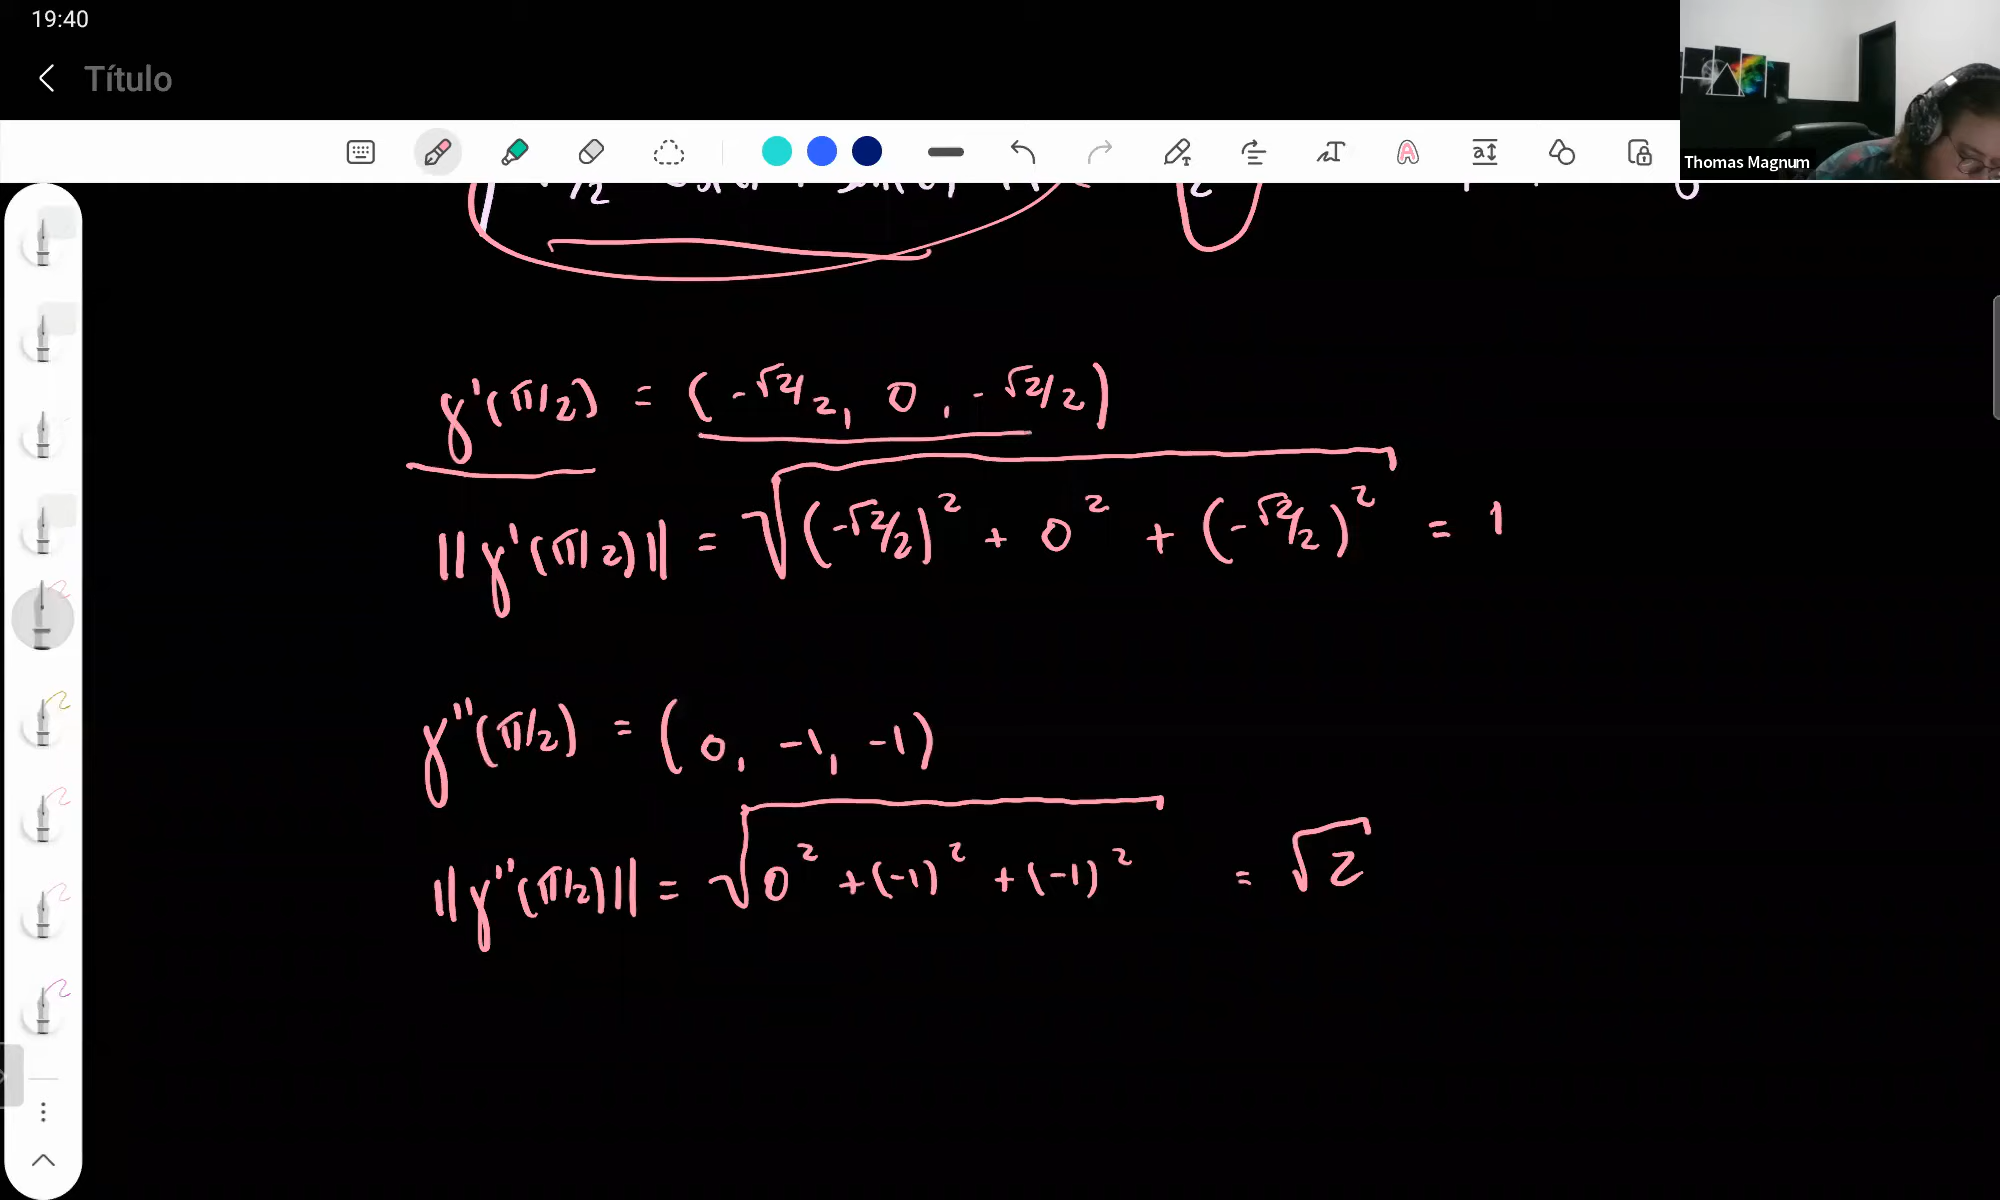 19:40
Título
Thomas Magnum
γ'(π/2) = (-√2/2, 0, -√2/2)
||γ'(π/2)|| = √((-√2/2)² + 0² + (-√2/2)²) = 1
γ''(π/2) = (0, -1, -1)
||γ''(π/2)|| = √(0² + (-1)² + (-1)²) = √2